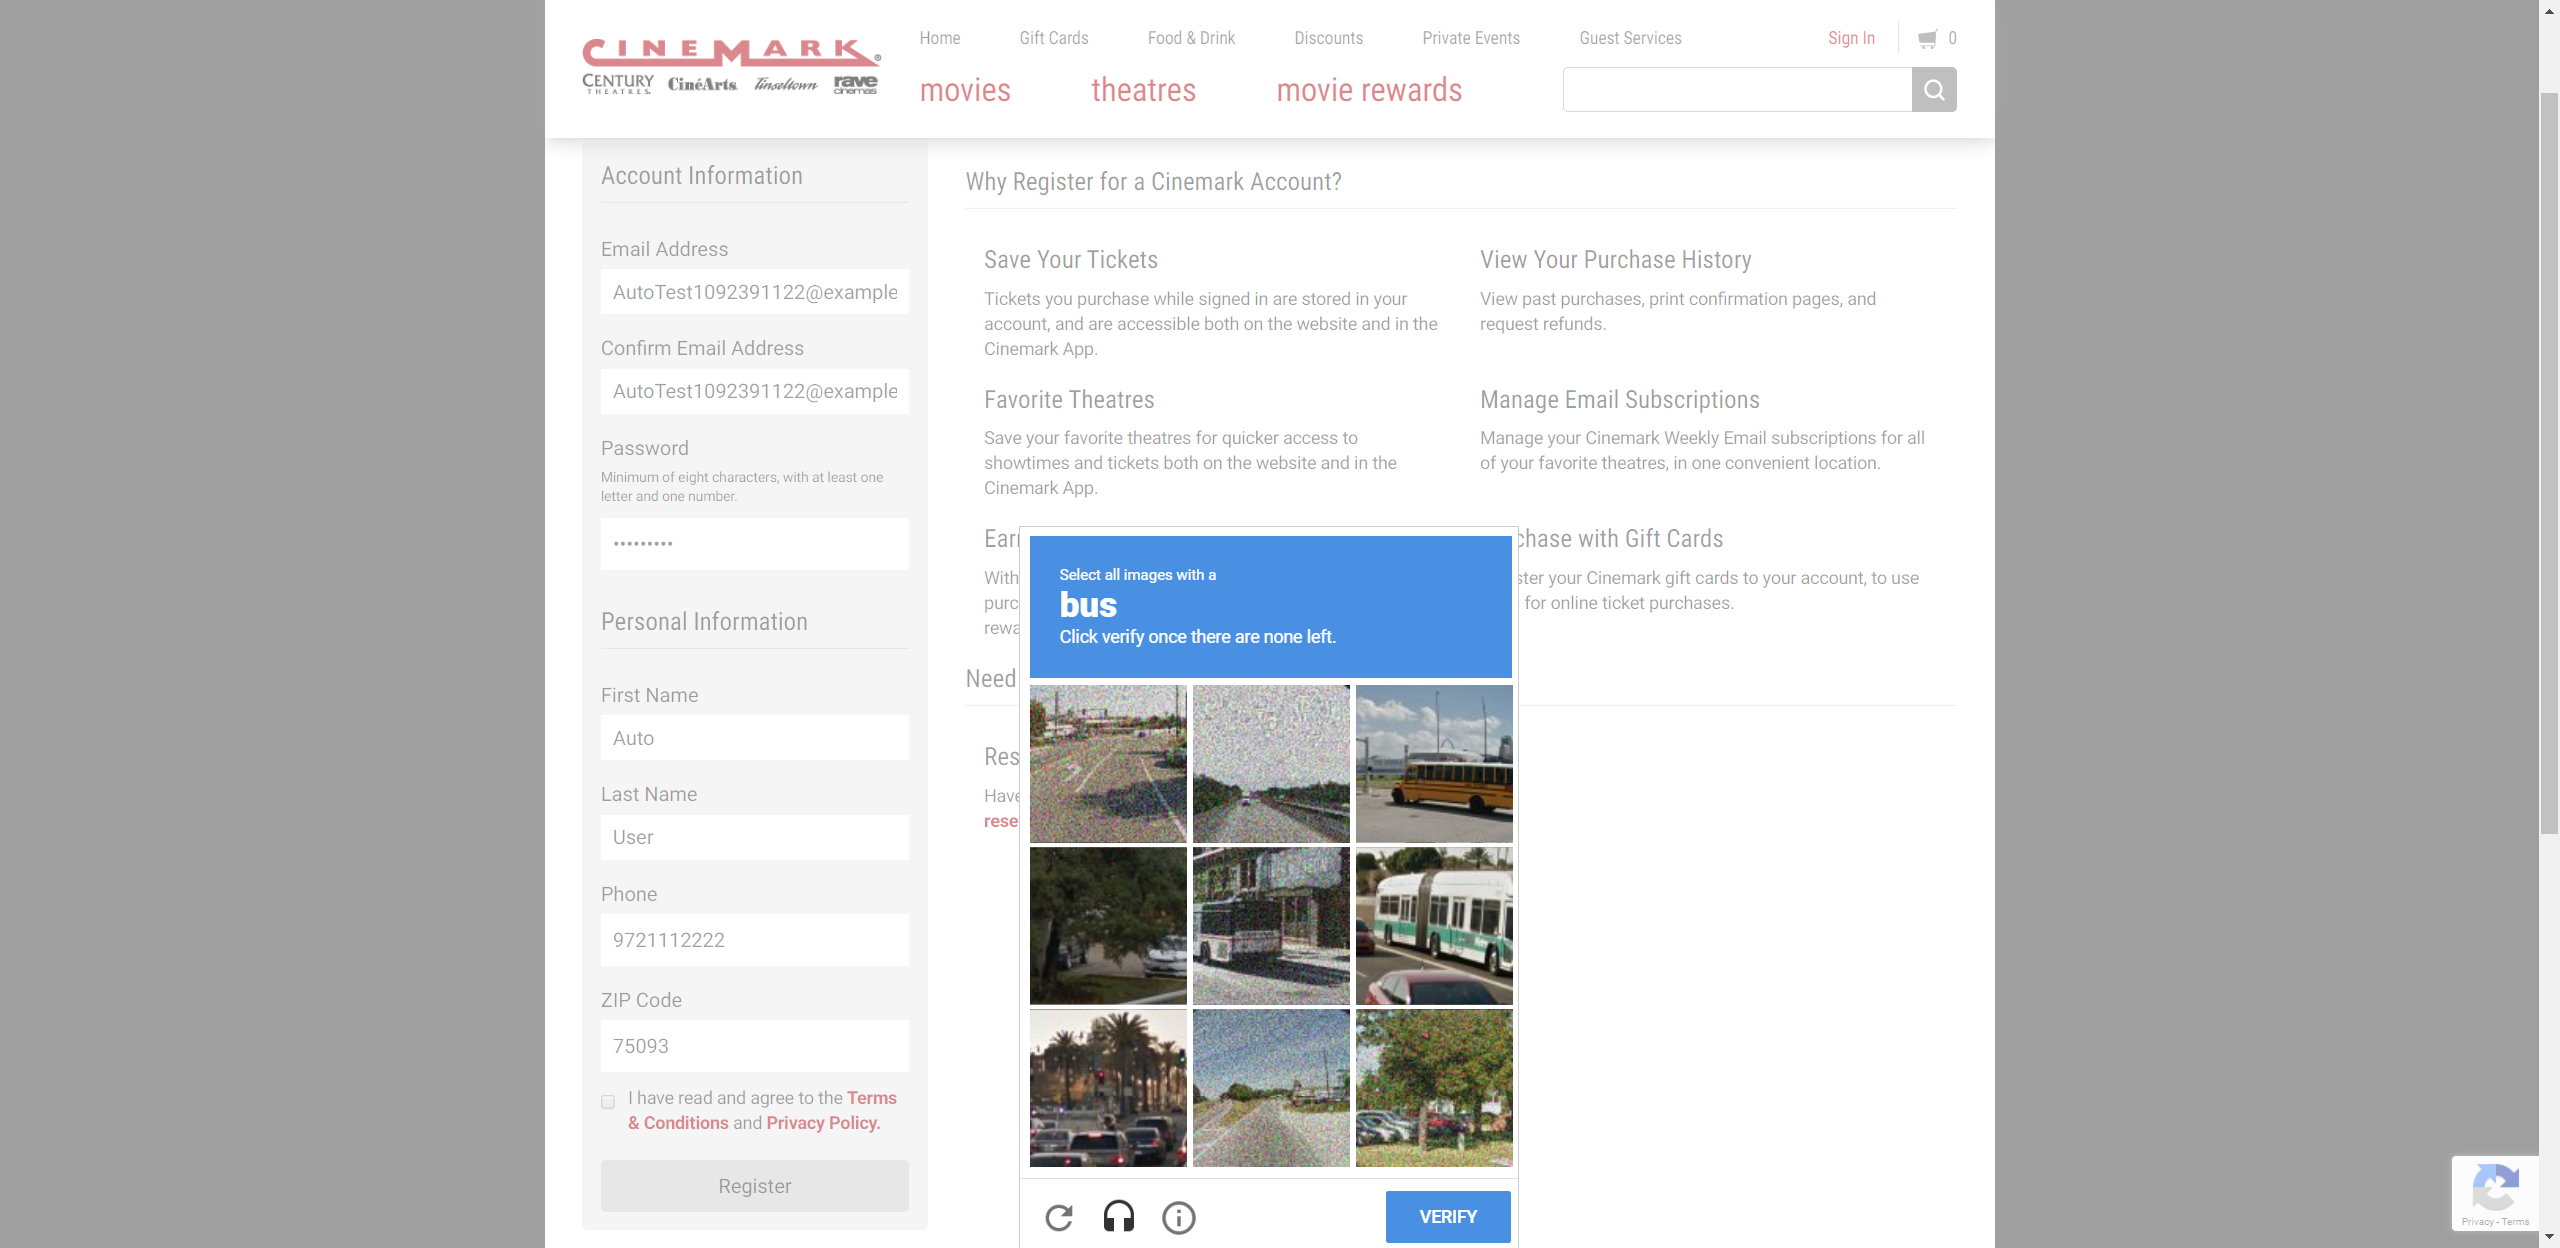 CINEMARK®
CENTURY THEATRES. CinéArts Tinseltown rave cinemas
Home Gift Cards Food & Drink Discounts Private Events Guest Services Sign In 0
movies theatres movie rewards
Account Information
Email Address
AutoTest1092391122@example
Confirm Email Address
AutoTest1092391122@example
Password
Minimum of eight characters, with at least one
letter and one number.
•••••••••
Personal Information
First Name
Auto
Last Name
User
Phone
9721112222
ZIP Code
75093
I have read and agree to the Terms
& Conditions and Privacy Policy.
Register
Why Register for a Cinemark Account?
Save Your Tickets
Tickets you purchase while signed in are stored in your
account, and are accessible both on the website and in the
Cinemark App.
View Your Purchase History
View past purchases, print confirmation pages, and
request refunds.
Favorite Theatres
Save your favorite theatres for quicker access to
showtimes and tickets both on the website and in the
Cinemark App.
Manage Email Subscriptions
Manage your Cinemark Weekly Email subscriptions for all
of your favorite theatres, in one convenient location.
Ear
With
purc
rewa
chase with Gift Cards
ster your Cinemark gift cards to your account, to use
for online ticket purchases.
Need
Res
Have
rese
Select all images with a
bus
Click verify once there are none left.
VERIFY
Privacy - Terms